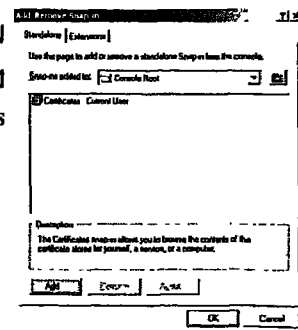 Add Remove Snap-in
Standalone Extensions
Use this page to add or remove a standalone Snap-in from the console.
Snap-ins added to: Console Root
Certificates Current User
Description
The Certificates snap-in allows you to browse the contents of the
certificate stores for yourself, a service, or a computer.
Add
OK Cancel